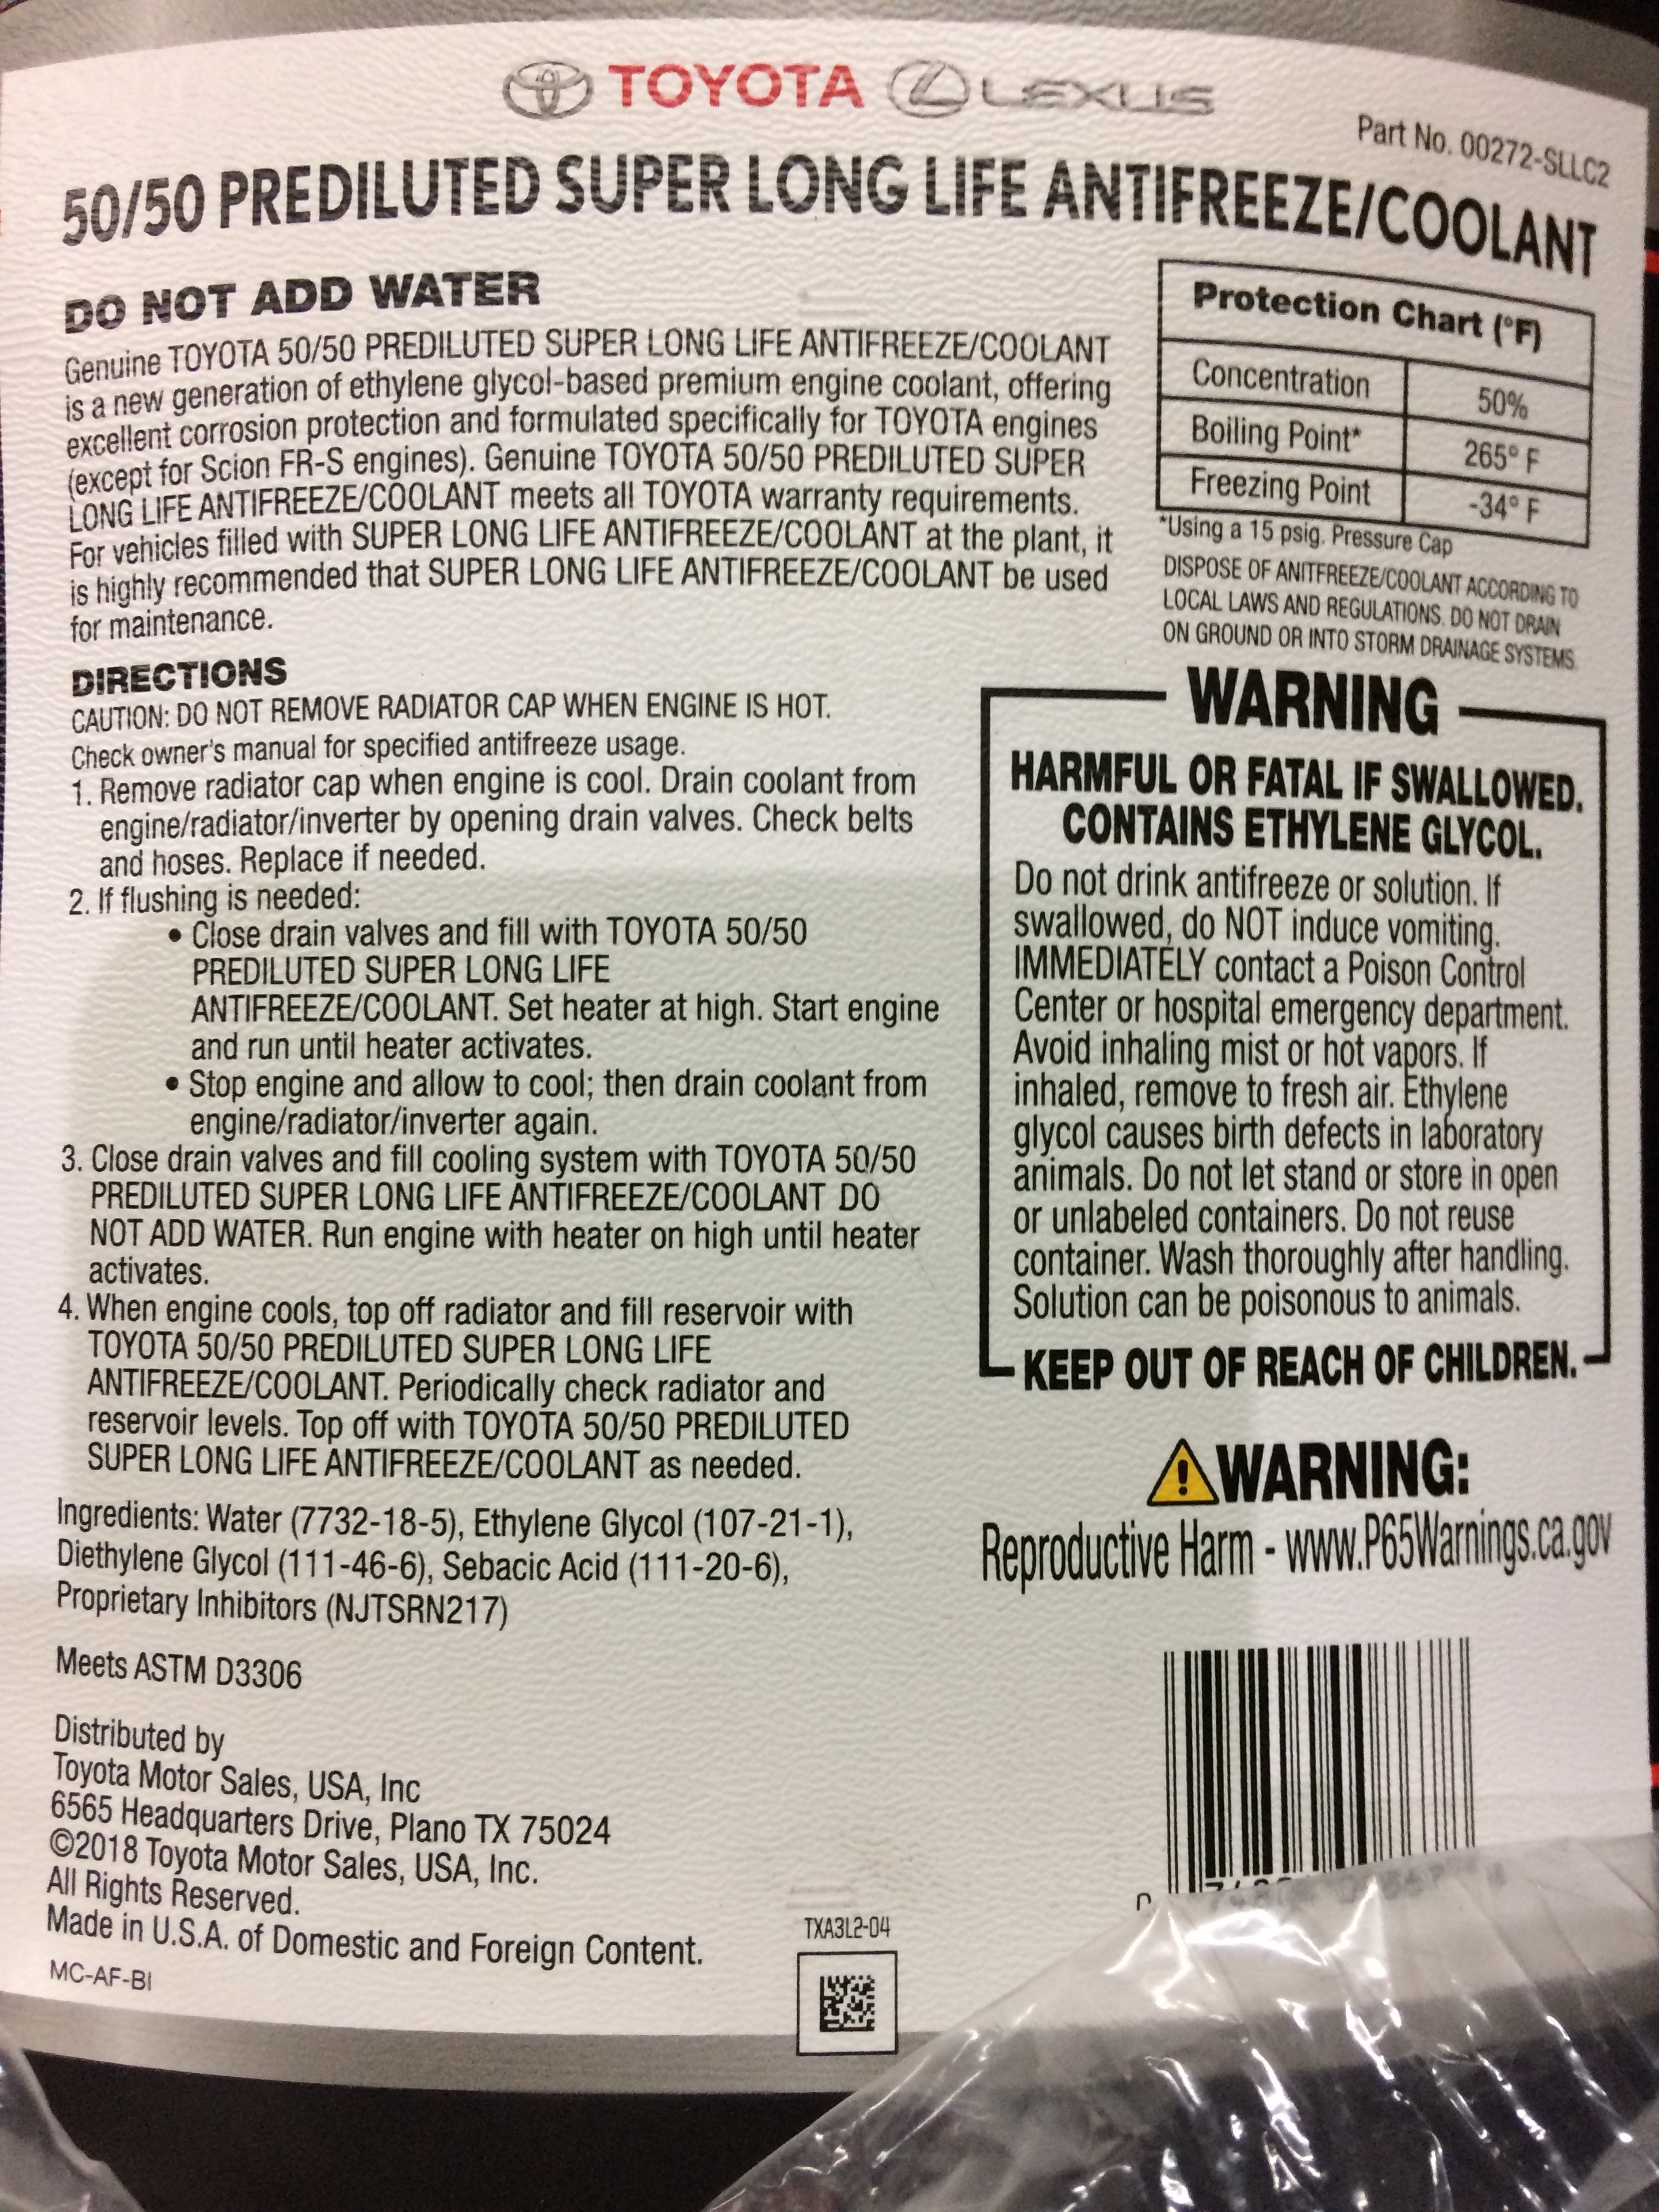 TOYOTA LEXUS
Part No. 00272-SLLC2
50/50 PREDILUTED SUPER LONG LIFE ANTIFREEZE/COOLANT
DO NOT ADD WATER
Genuine TOYOTA 50/50 PREDILUTED SUPER LONG LIFE ANTIFREEZE/COOLANT
is a new generation of ethylene glycol-based premium engine coolant, offering
excellent corrosion protection and formulated specifically for TOYOTA engines
(except for Scion FR-S engines). Genuine TOYOTA 50/50 PREDILUTED SUPER
LONG LIFE ANTIFREEZE/COOLANT meets all TOYOTA warranty requirements.
For vehicles filled with SUPER LONG LIFE ANTIFREEZE/COOLANT at the plant, it
is highly recommended that SUPER LONG LIFE ANTIFREEZE/COOLANT be used
for maintenance.
Protection Chart (°F)
Concentration 50%
Boiling Point* 265° F
Freezing Point -34° F
*Using a 15 psig. Pressure Cap
DISPOSE OF ANITFREEZE/COOLANT ACCORDING TO
LOCAL LAWS AND REGULATIONS. DO NOT DRAIN
ON GROUND OR INTO STORM DRAINAGE SYSTEMS.
DIRECTIONS
CAUTION: DO NOT REMOVE RADIATOR CAP WHEN ENGINE IS HOT.
Check owner's manual for specified antifreeze usage.
1. Remove radiator cap when engine is cool. Drain coolant from
engine/radiator/inverter by opening drain valves. Check belts
and hoses. Replace if needed.
2. If flushing is needed:
• Close drain valves and fill with TOYOTA 50/50
PREDILUTED SUPER LONG LIFE
ANTIFREEZE/COOLANT. Set heater at high. Start engine
and run until heater activates.
• Stop engine and allow to cool; then drain coolant from
engine/radiator/inverter again.
3. Close drain valves and fill cooling system with TOYOTA 50/50
PREDILUTED SUPER LONG LIFE ANTIFREEZE/COOLANT DO
NOT ADD WATER. Run engine with heater on high until heater
activates.
4. When engine cools, top off radiator and fill reservoir with
TOYOTA 50/50 PREDILUTED SUPER LONG LIFE
ANTIFREEZE/COOLANT. Periodically check radiator and
reservoir levels. Top off with TOYOTA 50/50 PREDILUTED
SUPER LONG LIFE ANTIFREEZE/COOLANT as needed.
Ingredients: Water (7732-18-5), Ethylene Glycol (107-21-1),
Diethylene Glycol (111-46-6), Sebacic Acid (111-20-6),
Proprietary Inhibitors (NJTSRN217)
Meets ASTM D3306
Distributed by
Toyota Motor Sales, USA, Inc
6565 Headquarters Drive, Plano TX 75024
©2018 Toyota Motor Sales, USA, Inc.
All Rights Reserved.
Made in U.S.A. of Domestic and Foreign Content.
MC-AF-BI
TXA3L2-04
WARNING
HARMFUL OR FATAL IF SWALLOWED.
CONTAINS ETHYLENE GLYCOL.
Do not drink antifreeze or solution. If
swallowed, do NOT induce vomiting.
IMMEDIATELY contact a Poison Control
Center or hospital emergency department.
Avoid inhaling mist or hot vapors. If
inhaled, remove to fresh air. Ethylene
glycol causes birth defects in laboratory
animals. Do not let stand or store in open
or unlabeled containers. Do not reuse
container. Wash thoroughly after handling.
Solution can be poisonous to animals.
KEEP OUT OF REACH OF CHILDREN.
WARNING:
Reproductive Harm - www.P65Warnings.ca.gov